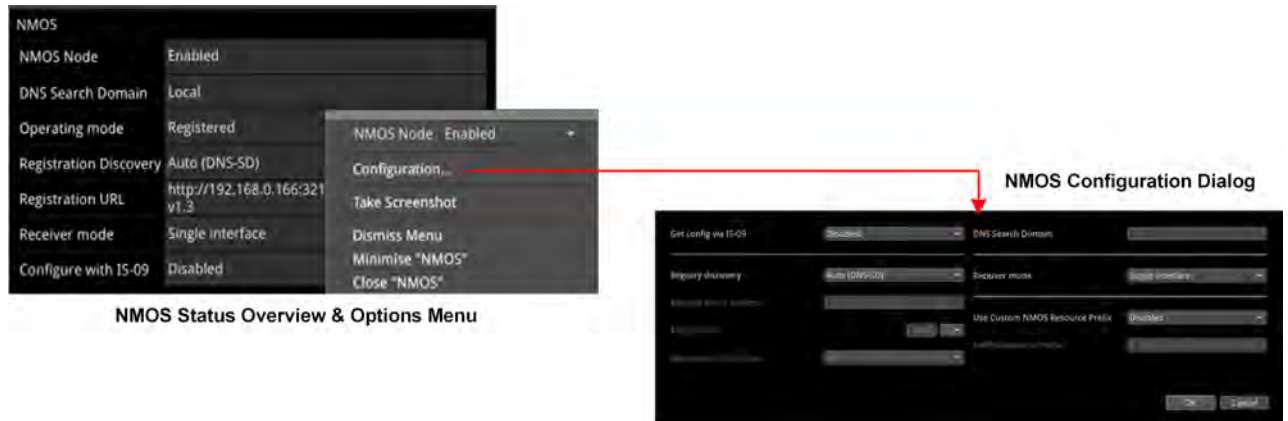 NMOS
NMOS Node Enabled
DNS Search Domain Local
Operating mode Registered
Registration Discovery Auto (DNS-SD)
Registration URL http://192.168.0.166:321
v1.3
Receiver mode Single interface
Configure with IS-09 Disabled
NMOS Node Enabled
Configuration...
Take Screenshot
Dismiss Menu
Minimise "NMOS"
Close "NMOS"
NMOS Status Overview & Options Menu
NMOS Configuration Dialog
Get config via IS-09 Disabled
DNS Search Domain
Registry discovery Auto (DNS-SD)
Receiver mode Single interface
Use Custom NMOS Resource Prefix Disabled
OK Cancel